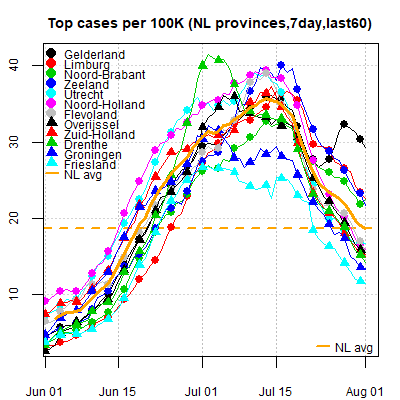 Top cases per 100K (NL provinces,7day,last60)
40
30
20
10
Gelderland
Limburg
Noord-Brabant
Zeeland
Utrecht
Noord-Holland
Flevoland
Overijssel
Zuid-Holland
Drenthe
Groningen
Friesland
NL avg
NL avg
Jun 01 Jun 15 Jul 01 Jul 15 Aug 01